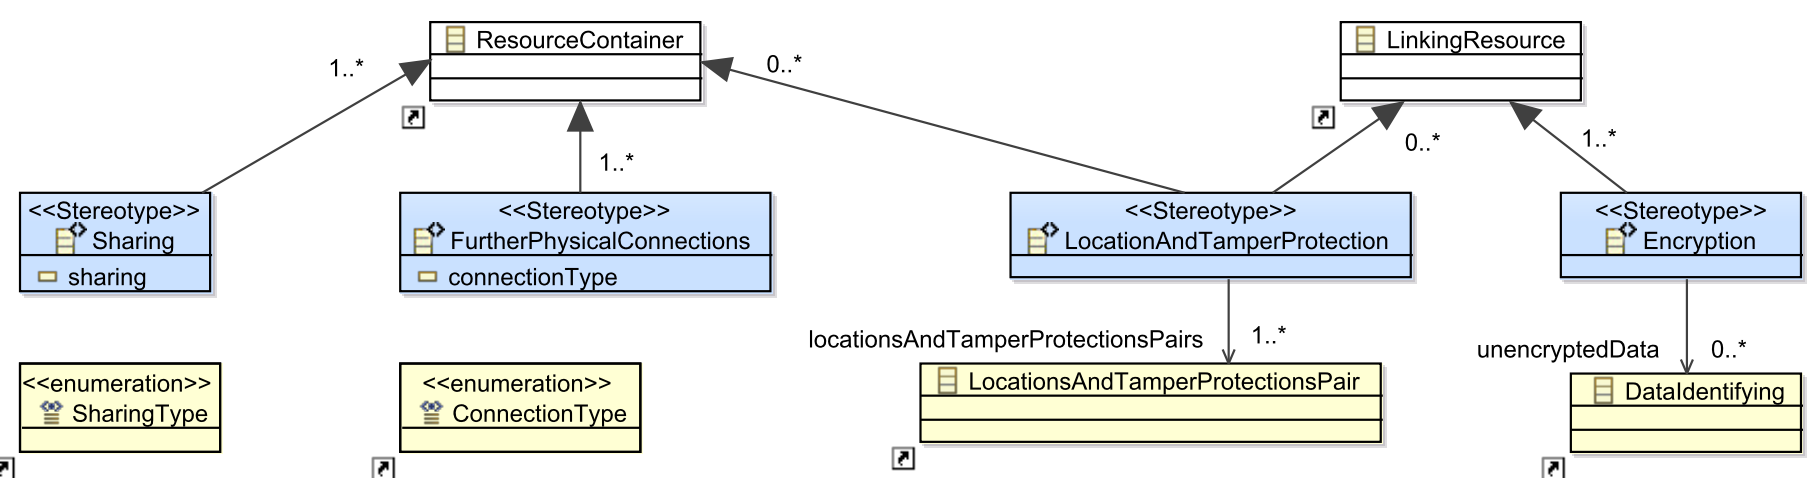 ResourceContainer
LinkingResource
1..*
0..*
1..*
0..*
1..*
<<Stereotype>>
Sharing
sharing
<<Stereotype>>
FurtherPhysicalConnections
connectionType
<<Stereotype>>
LocationAndTamperProtection
<<Stereotype>>
Encryption
locationsAndTamperProtectionsPairs
1..*
unencryptedData
0..*
<<enumeration>>
SharingType
<<enumeration>>
ConnectionType
LocationsAndTamperProtectionsPair
DataIdentifying